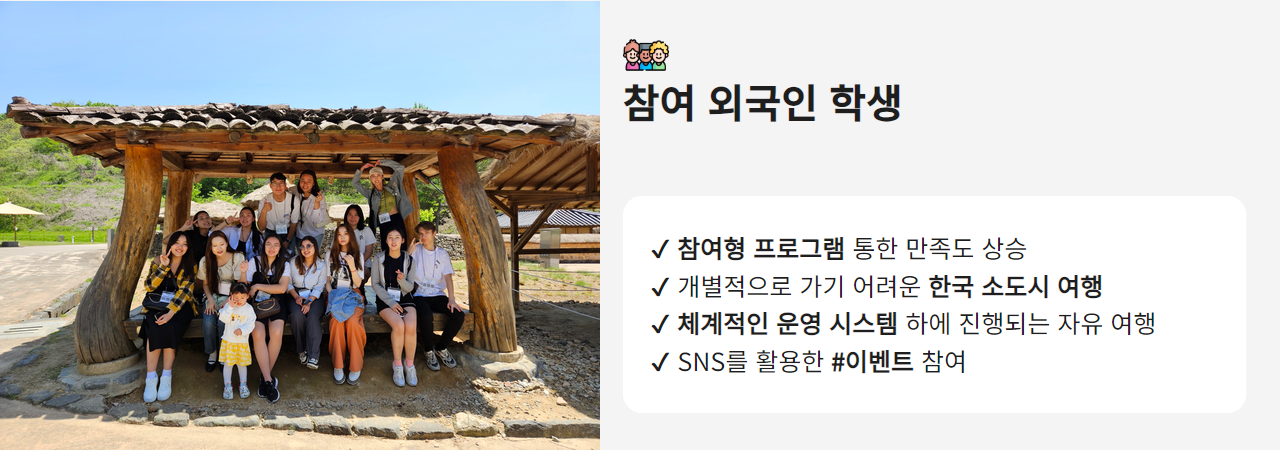 참여 외국인 학생
✓ 참여형 프로그램 통한 만족도 상승
✓ 개별적으로 가기 어려운 한국 소도시 여행
✓ 체계적인 운영 시스템 하에 진행되는 자유 여행
✓ SNS를 활용한 #이벤트 참여